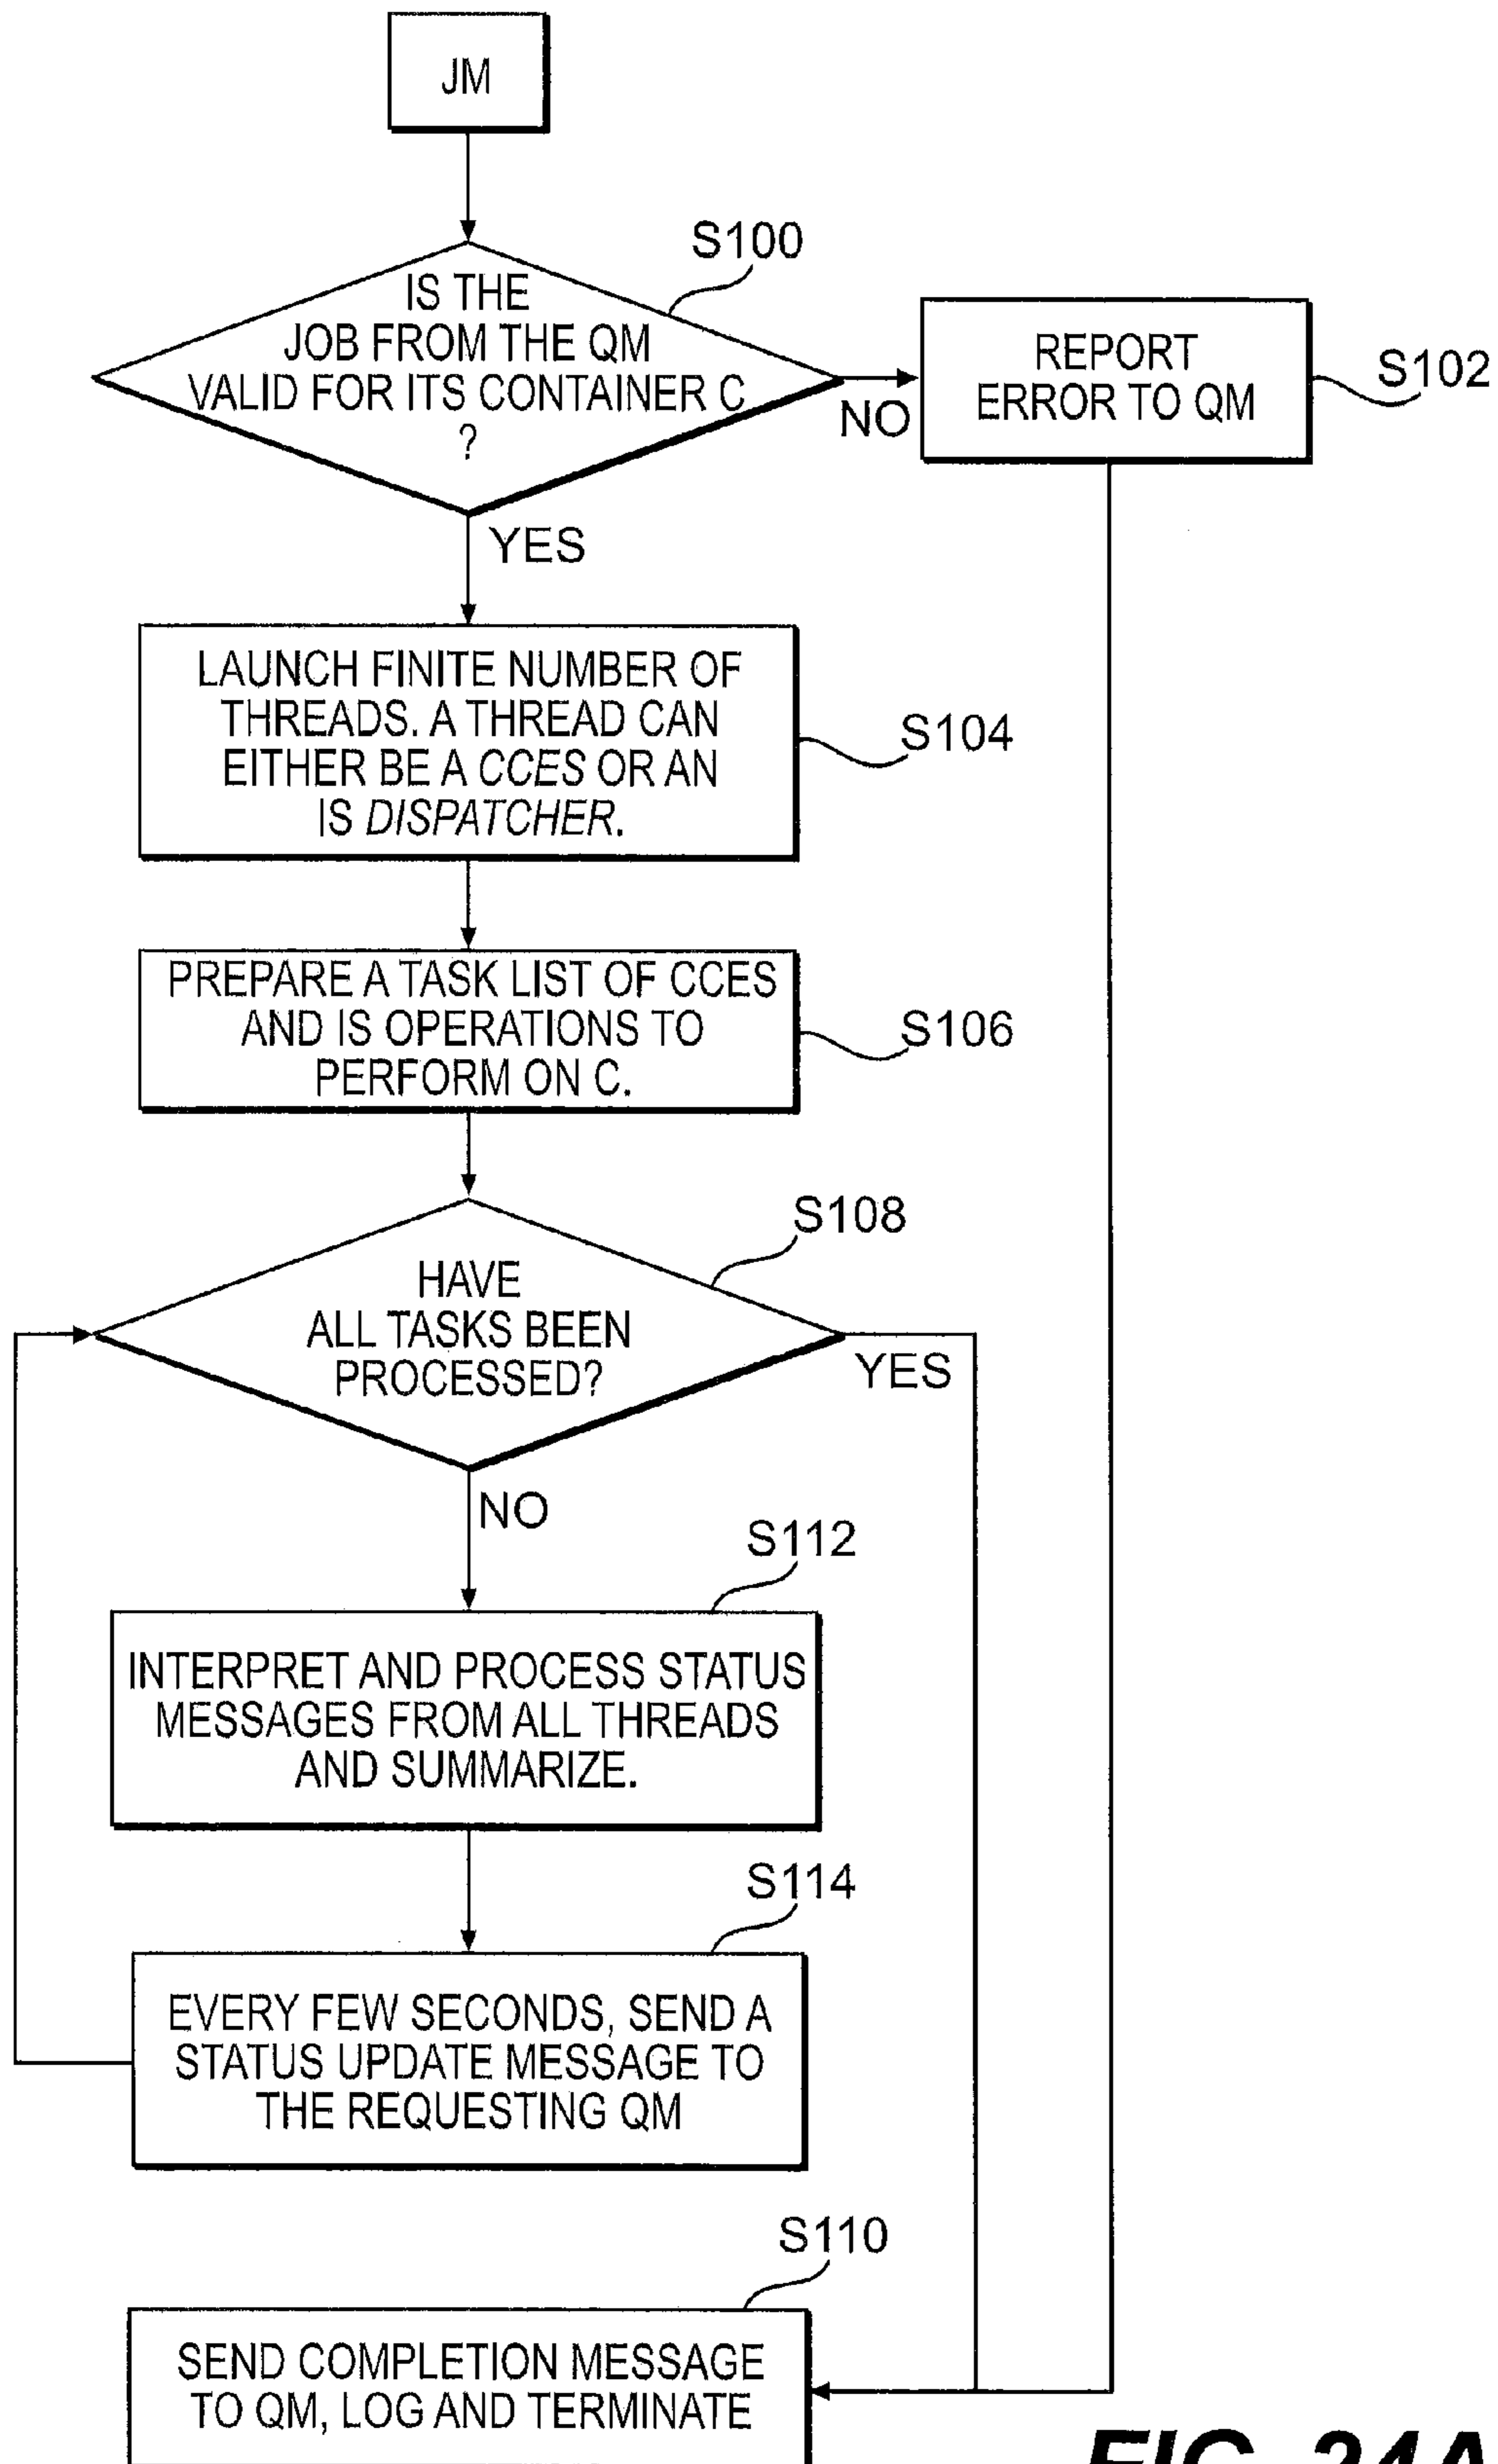 JM
S100
IS THE
JOB FROM THE QM
VALID FOR ITS CONTAINER C
?
NO
REPORT
ERROR TO QM
S102
YES
LAUNCH FINITE NUMBER OF
THREADS. A THREAD CAN
EITHER BE A CCES OR AN
IS DISPATCHER.
S104
PREPARE A TASK LIST OF CCES
AND IS OPERATIONS TO
PERFORM ON C.
S106
S108
HAVE
ALL TASKS BEEN
PROCESSED?
YES
NO
S112
INTERPRET AND PROCESS STATUS
MESSAGES FROM ALL THREADS
AND SUMMARIZE.
S114
EVERY FEW SECONDS, SEND A
STATUS UPDATE MESSAGE TO
THE REQUESTING QM
S110
SEND COMPLETION MESSAGE
TO QM, LOG AND TERMINATE
FIG. 24A